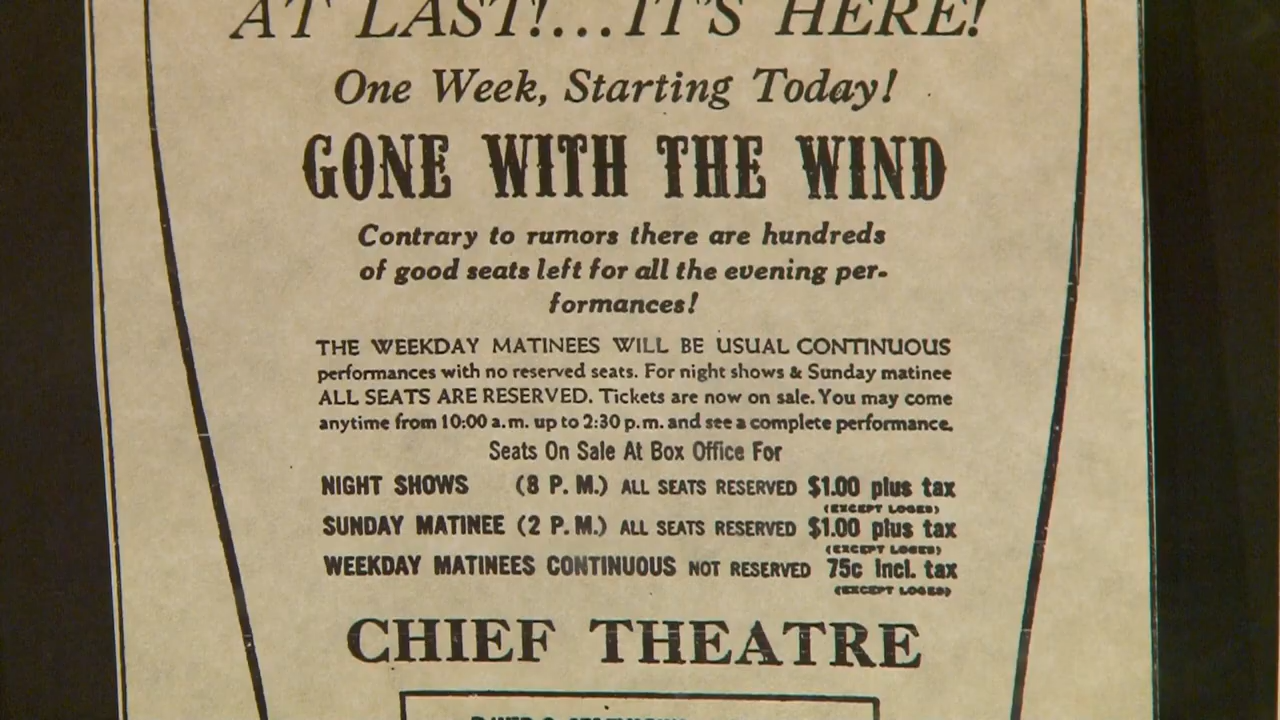 AT LAST!...IT'S HERE!
One Week, Starting Today!
GONE WITH THE WIND
Contrary to rumors there are hundreds
of good seats left for all the evening per-
formances!
THE WEEKDAY MATINEES WILL BE USUAL CONTINUOUS
performances with no reserved seats. For night shows & Sunday matinee
ALL SEATS ARE RESERVED. Tickets are now on sale. You may come
anytime from 10:00 a.m. up to 2:30 p.m. and see a complete performance.
Seats On Sale At Box Office For
NIGHT SHOWS (8 P.M.) ALL SEATS RESERVED $1.00 plus tax
(EXCEPT LOGES)
SUNDAY MATINEE (2 P.M.) ALL SEATS RESERVED $1.00 plus tax
(EXCEPT LOGES)
WEEKDAY MATINEES CONTINUOUS NOT RESERVED 75c incl. tax
(EXCEPT LOGES)
CHIEF THEATRE